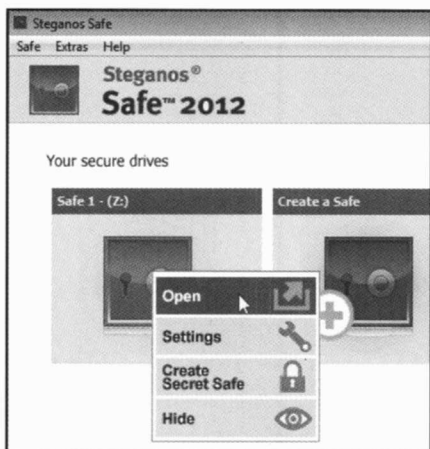 Steganos Safe
Safe Extras Help
Steganos®
Safe™ 2012
Your secure drives
Safe 1 - (Z:)
Create a Safe
Open
Settings
Create
Secret Safe
Hide